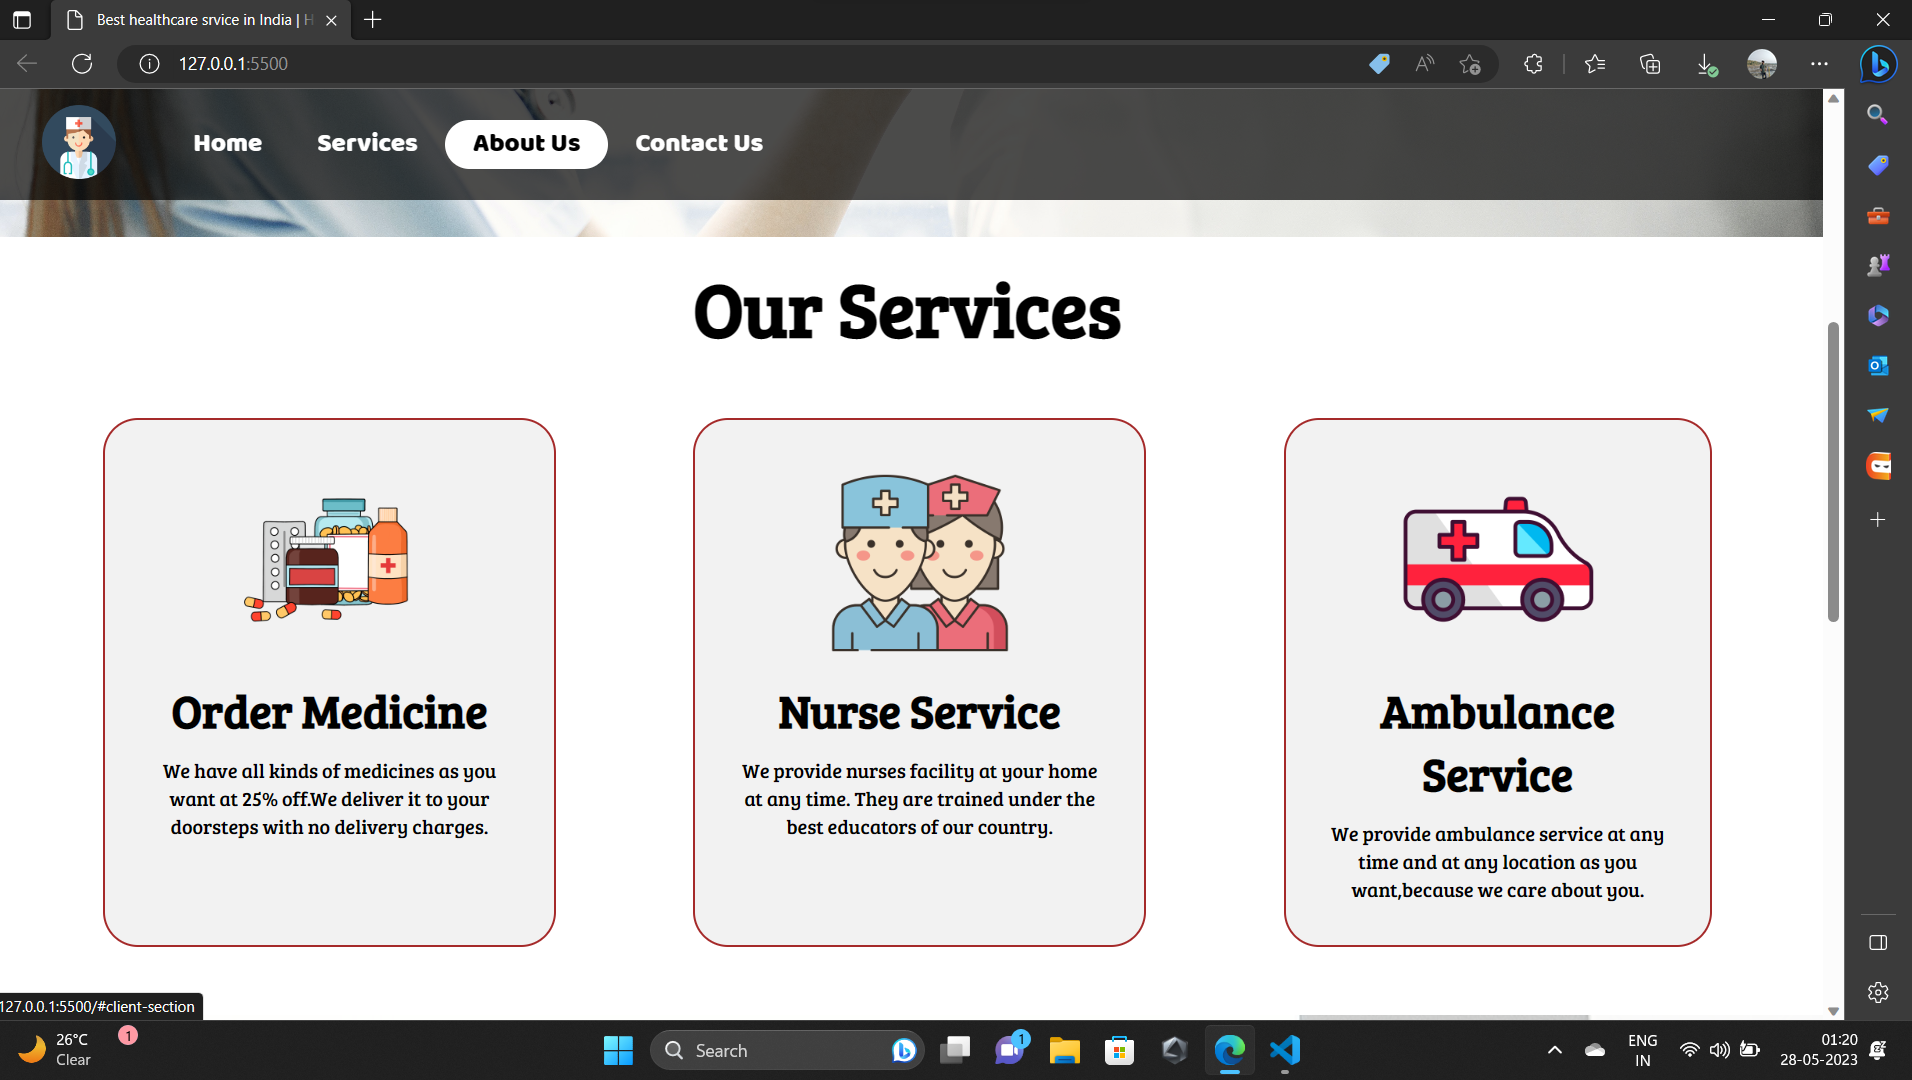 Best healthcare srvice in India | H
127.0.0.1:5500
Home
Services
About Us
Contact Us
Our Services
Order Medicine
We have all kinds of medicines as you
want at 25% off.We deliver it to your
doorsteps with no delivery charges.
Nurse Service
We provide nurses facility at your home
at any time. They are trained under the
best educators of our country.
Ambulance
Service
We provide ambulance service at any
time and at any location as you
want,because we care about you.
127.0.0.1:5500/#client-section
26°C
Clear
1
Search
1
ENG
IN
01:20
28-05-2023